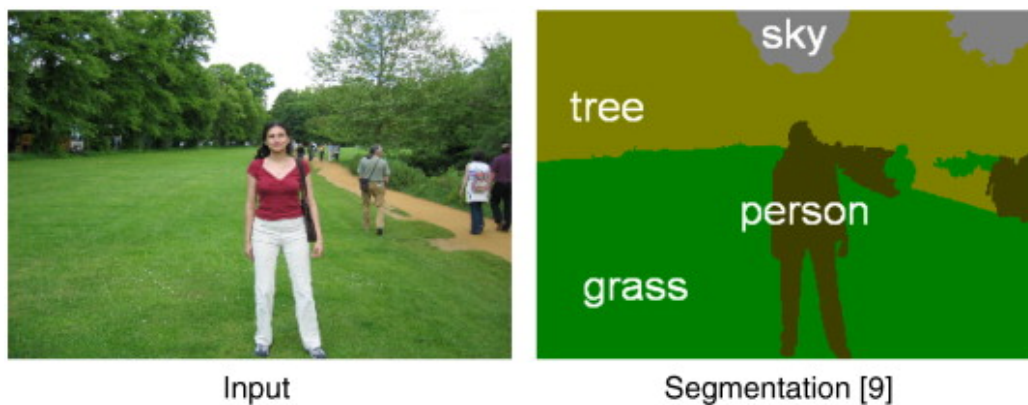 sky
tree
person
grass
Input
Segmentation [9]